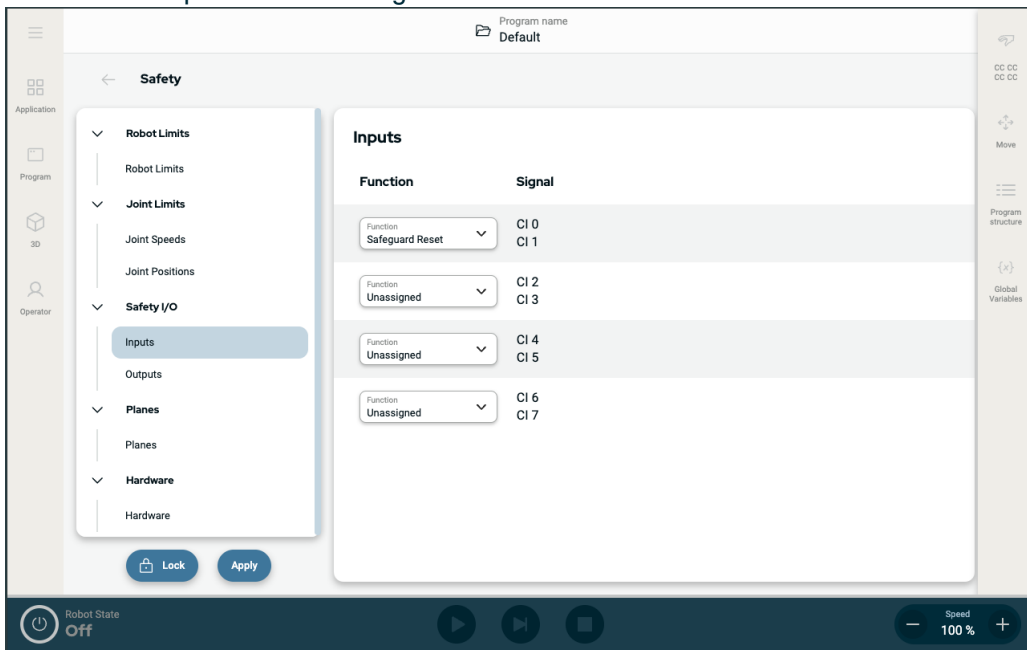 Program name
Default
Safety
CC CC
CC CC
Application
Program
3D
Operator
Robot Limits
Robot Limits
Joint Limits
Joint Speeds
Joint Positions
Safety I/O
Inputs
Outputs
Planes
Planes
Hardware
Hardware
Lock
Apply
Inputs
Function Signal
Function
Safeguard Reset
CI 0
CI 1
Function
Unassigned
CI 2
CI 3
Function
Unassigned
CI 4
CI 5
Function
Unassigned
CI 6
CI 7
Move
Program
structure
{x}
Global
Variables
Robot State
Off
Speed
100 %